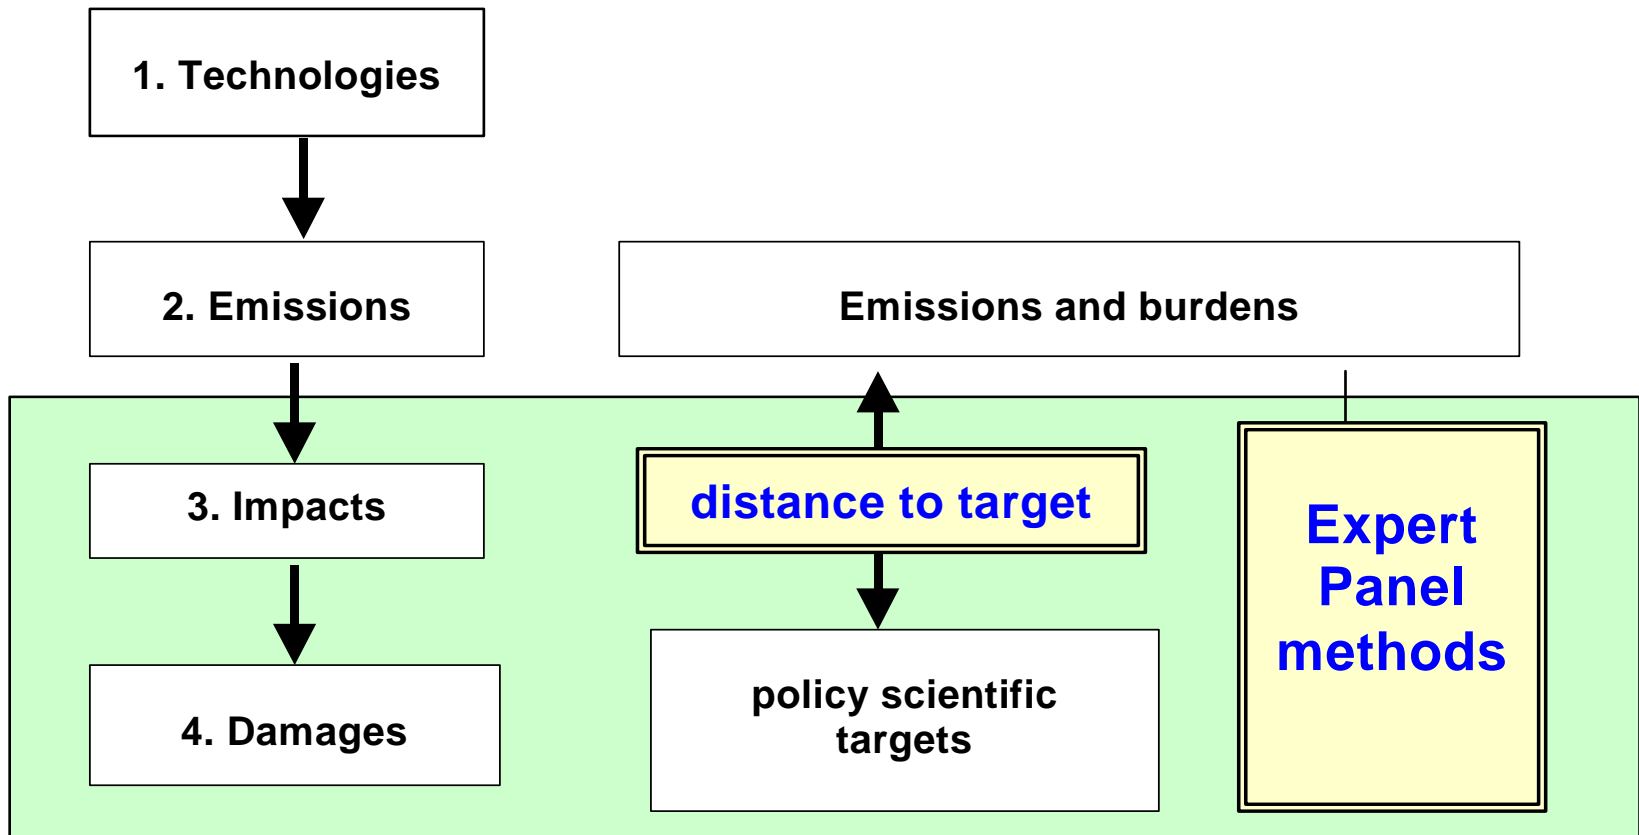 1. Technologies
2. Emissions
Emissions and burdens
3. Impacts
distance to target
Expert
Panel
methods
4. Damages
policy scientific
targets